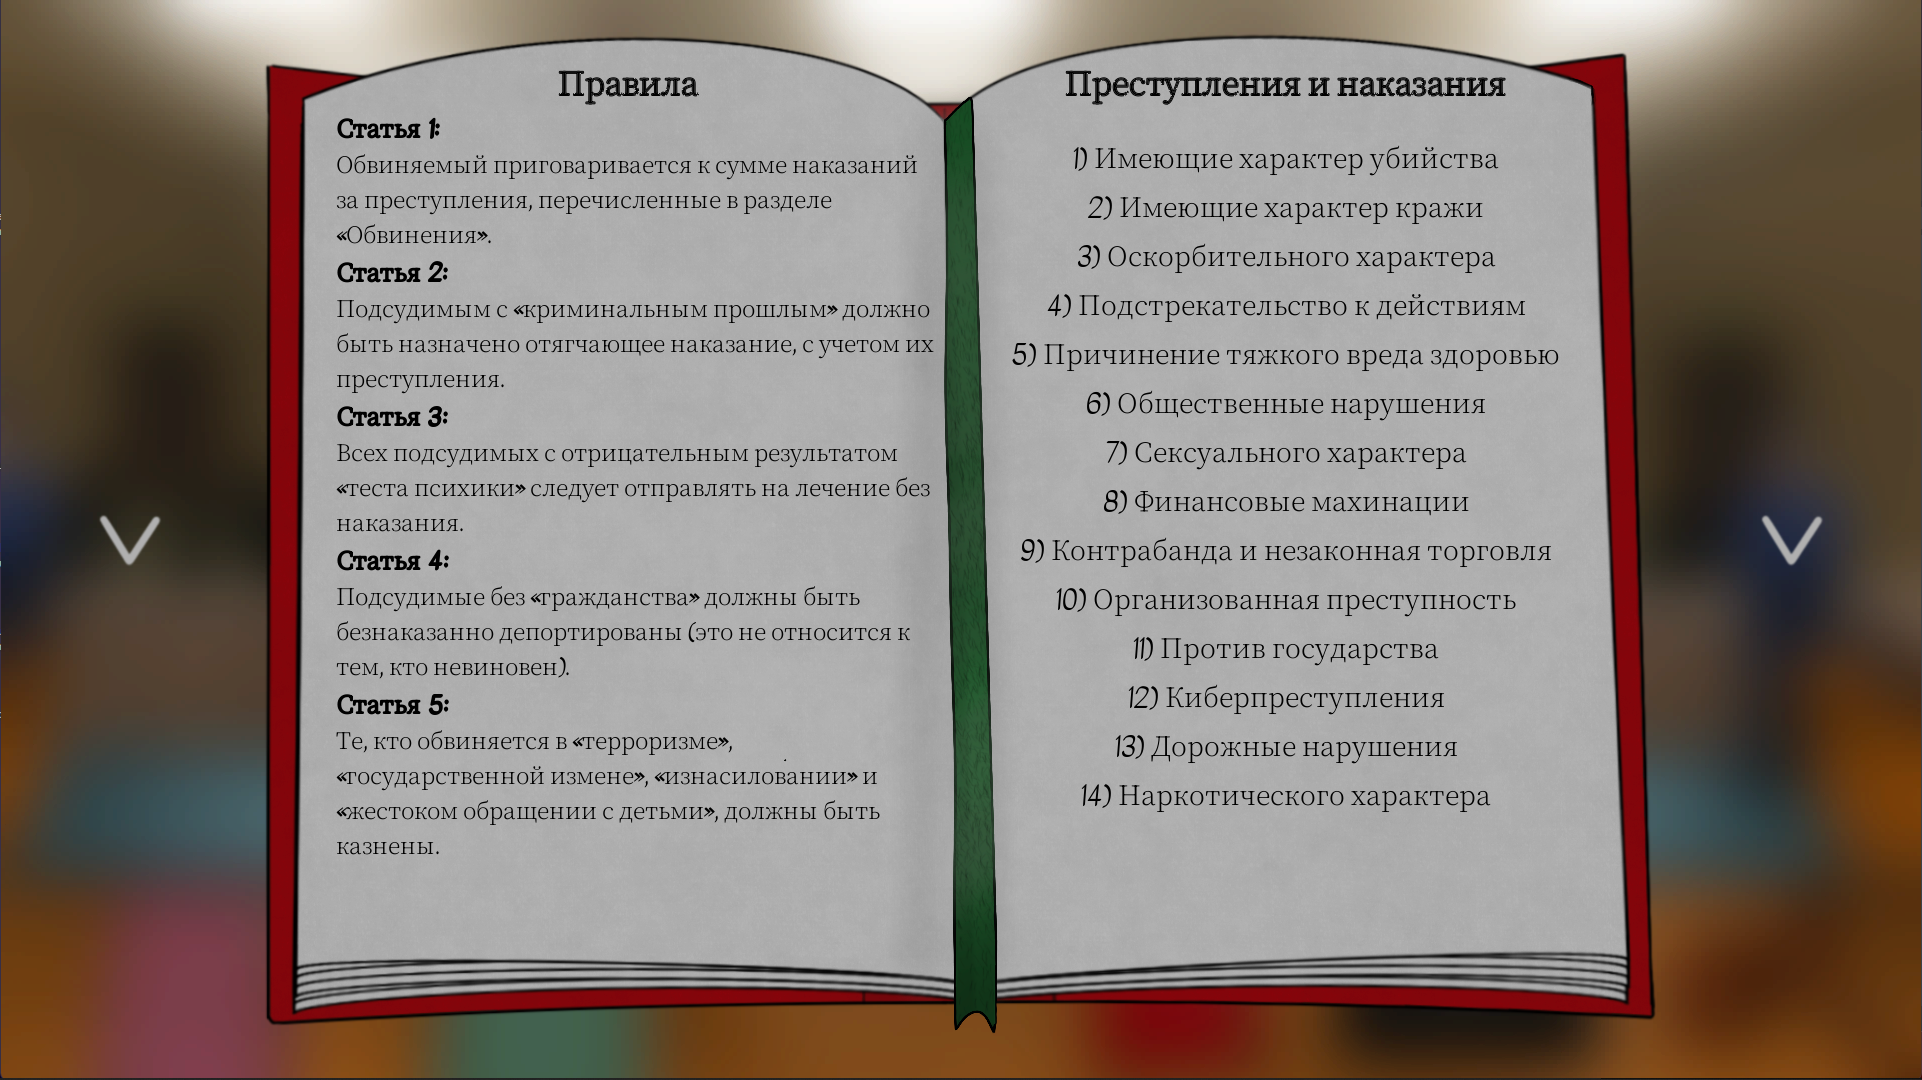 Правила
Статья 1:
Обвиняемый приговаривается к сумме наказаний
за преступления, перечисленные в разделе
«Обвинения».
Статья 2:
Подсудимым с «криминальным прошлым» должно
быть назначено отягчающее наказание, с учетом их
преступления.
Статья 3:
Всех подсудимых с отрицательным результатом
«теста психики» следует отправлять на лечение без
наказания.
Статья 4:
Подсудимые без «гражданства» должны быть
безнаказанно депортированы (это не относится к
тем, кто невиновен).
Статья 5:
Те, кто обвиняется в «терроризме»,
«государственной измене», «изнасиловании» и
«жестоком обращении с детьми», должны быть
казнены.
Преступления и наказания
1) Имеющие характер убийства
2) Имеющие характер кражи
3) Оскорбительного характера
4) Подстрекательство к действиям
5) Причинение тяжкого вреда здоровью
6) Общественные нарушения
7) Сексуального характера
8) Финансовые махинации
9) Контрабанда и незаконная торговля
10) Организованная преступность
11) Против государства
12) Киберпреступления
13) Дорожные нарушения
14) Наркотического характера